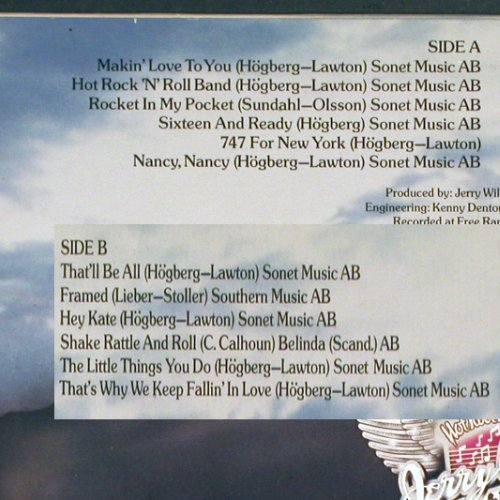 SIDE A
Makin' Love To You (Högberg—Lawton) Sonet Music AB
Hot Rock 'N' Roll Band (Högberg—Lawton) Sonet Music AB
Rocket In My Pocket (Sundahl—Olsson) Sonet Music AB
Sixteen And Ready (Högberg) Sonet Music AB
747 For New York (Högberg—Lawton)
Nancy, Nancy (Högberg—Lawton) Sonet Music AB
Produced by: Jerry Wil
Engineering: Kenny Denton
Recorded at Free Ran
SIDE B
That'll Be All (Högberg—Lawton) Sonet Music AB
Framed (Lieber—Stoller) Southern Music AB
Hey Kate (Högberg—Lawton) Sonet Music AB
Shake Rattle And Roll (C. Calhoun) Belinda (Scand.) AB
The Little Things You Do (Högberg—Lawton) Sonet Music AB
That's Why We Keep Fallin' In Love (Högberg—Lawton) Sonet Music AB
Jerry